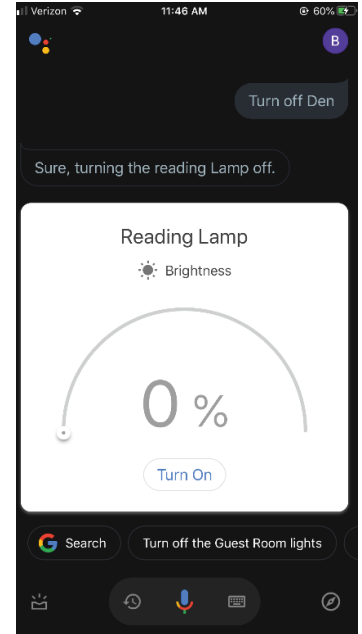 Verizon 11:46 AM 60%
B
Turn off Den
Sure, turning the reading Lamp off.
Reading Lamp
Brightness
0 %
Turn On
G Search Turn off the Guest Room lights